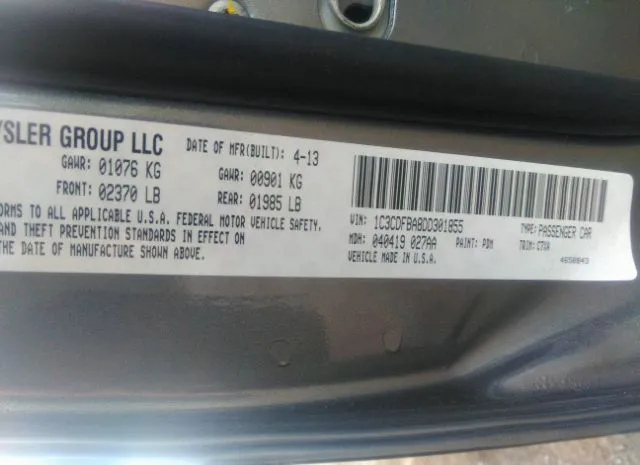 YSLER GROUP LLC
DATE OF MFR(BUILT): 4-13
GAWR: 01076 KG
GAWR: 00901 KG
FRONT: 02370 LB
REAR: 01985 LB
ORMS TO ALL APPLICABLE U.S.A. FEDERAL MOTOR VEHICLE SAFETY,
AND THEFT PREVENTION STANDARDS IN EFFECT ON
THE DATE OF MANUFACTURE SHOWN ABOVE.
VIN: 1C3CDFBA8DD301855
TYPE: PASSENGER CAR
MDH: 040419 027AA
PAINT: PDM
TRIM: C7VA
VEHICLE MADE IN U.S.A.